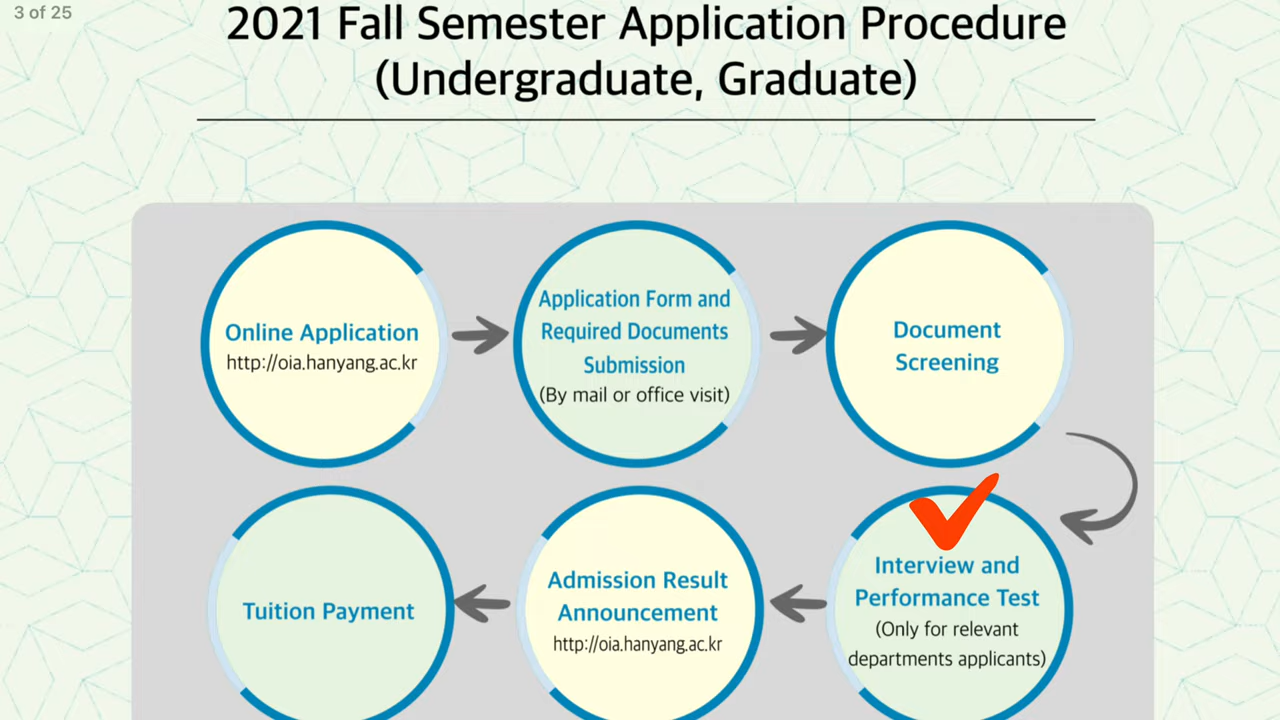 3 of 25
2021 Fall Semester Application Procedure
(Undergraduate, Graduate)
Online Application
http://oia.hanyang.ac.kr
Application Form and
Required Documents
Submission
(By mail or office visit)
Document
Screening
Interview and
Performance Test
(Only for relevant
departments applicants)
Admission Result
Announcement
http://oia.hanyang.ac.kr
Tuition Payment